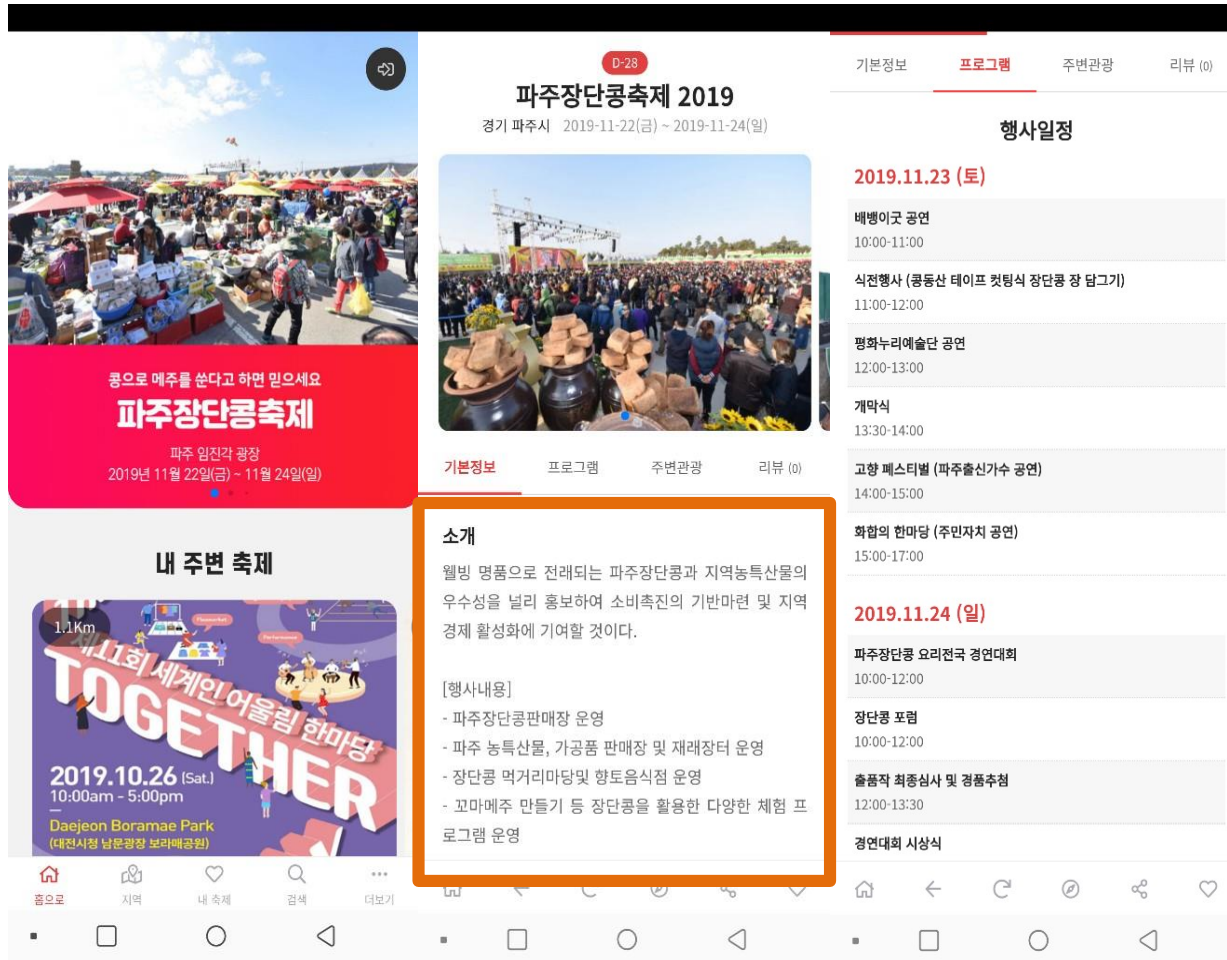 콩으로 메주를 쑨다고 하면 믿으세요
파주장단콩축제
파주 임진각 광장
2019년 11월 22일(금) ~ 11월 24일(일)
내 주변 축제
1.1Km
제11회 세계인 어울림 한마당
TOGETHER
2019.10.26 (Sat.)
10:00am - 5:00pm
Daejeon Boramae Park
(대전시청 남문광장 보라매공원)
홈으로
지역
내 축제
검색
더보기
D-28
파주장단콩축제 2019
경기 파주시 2019-11-22(금) ~ 2019-11-24(일)
기본정보 프로그램 주변관광 리뷰 (0)
소개
웰빙 명품으로 전래되는 파주장단콩과 지역농특산물의
우수성을 널리 홍보하여 소비촉진의 기반마련 및 지역
경제 활성화에 기여할 것이다.
[행사내용]
- 파주장단콩판매장 운영
- 파주 농특산물, 가공품 판매장 및 재래장터 운영
- 장단콩 먹거리마당및 향토음식점 운영
- 꼬마메주 만들기 등 장단콩을 활용한 다양한 체험 프
로그램 운영
기본정보 프로그램 주변관광 리뷰 (0)
행사일정
2019.11.23 (토)
배뱅이굿 공연
10:00-11:00
식전행사 (콩동산 테이프 컷팅식 장단콩 장 담그기)
11:00-12:00
평화누리예술단 공연
12:00-13:00
개막식
13:30-14:00
고향 페스티벌 (파주출신가수 공연)
14:00-15:00
화합의 한마당 (주민자치 공연)
15:00-17:00
2019.11.24 (일)
파주장단콩 요리전국 경연대회
10:00-12:00
장단콩 포럼
10:00-12:00
출품작 최종심사 및 경품추첨
12:00-13:30
경연대회 시상식